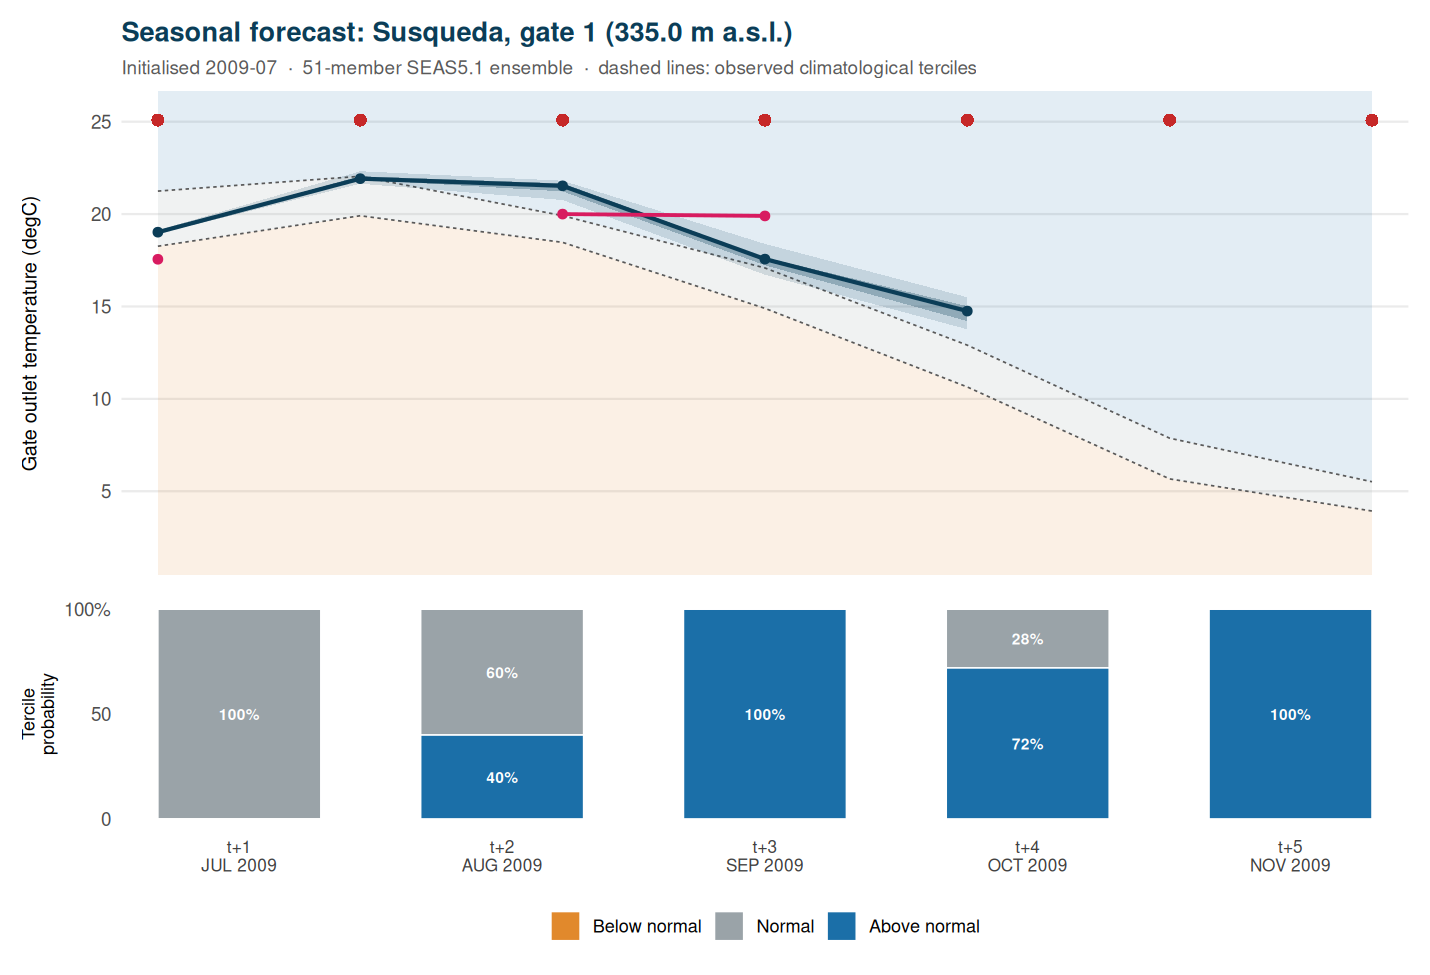 Seasonal forecast: Susqueda, gate 1 (335.0 m a.s.l.)
Initialised 2009-07 · 51-member SEAS5.1 ensemble · dashed lines: observed climatological terciles
Gate outlet temperature (degC)
25
20
15
10
5
Tercile
probability
100%
50
0
100%
60%
40%
100%
28%
72%
100%
t+1
JUL 2009
t+2
AUG 2009
t+3
SEP 2009
t+4
OCT 2009
t+5
NOV 2009
Below normal
Normal
Above normal